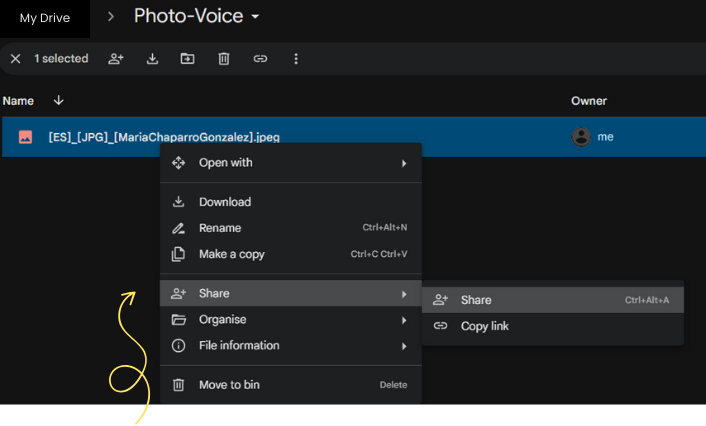 My Drive > Photo-Voice
1 selected
Name Owner
[ES]_[JPG]_[MariaChaparroGonzalez].jpeg me
Open with
Download
Rename Ctrl+Alt+N
Make a copy Ctrl+C Ctrl+V
Share
Share Ctrl+Alt+A
Organise
Copy link
File information
Move to bin Delete